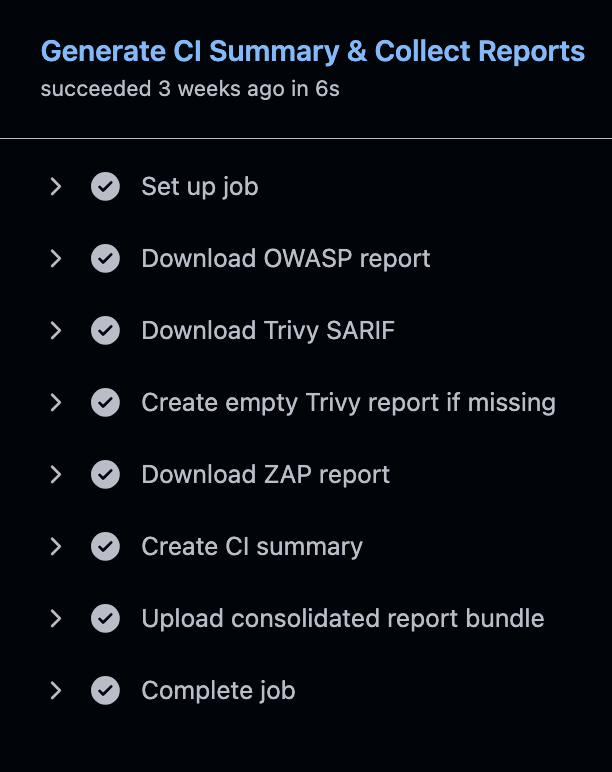 Generate CI Summary & Collect Reports
succeeded 3 weeks ago in 6s
Set up job
Download OWASP report
Download Trivy SARIF
Create empty Trivy report if missing
Download ZAP report
Create CI summary
Upload consolidated report bundle
Complete job